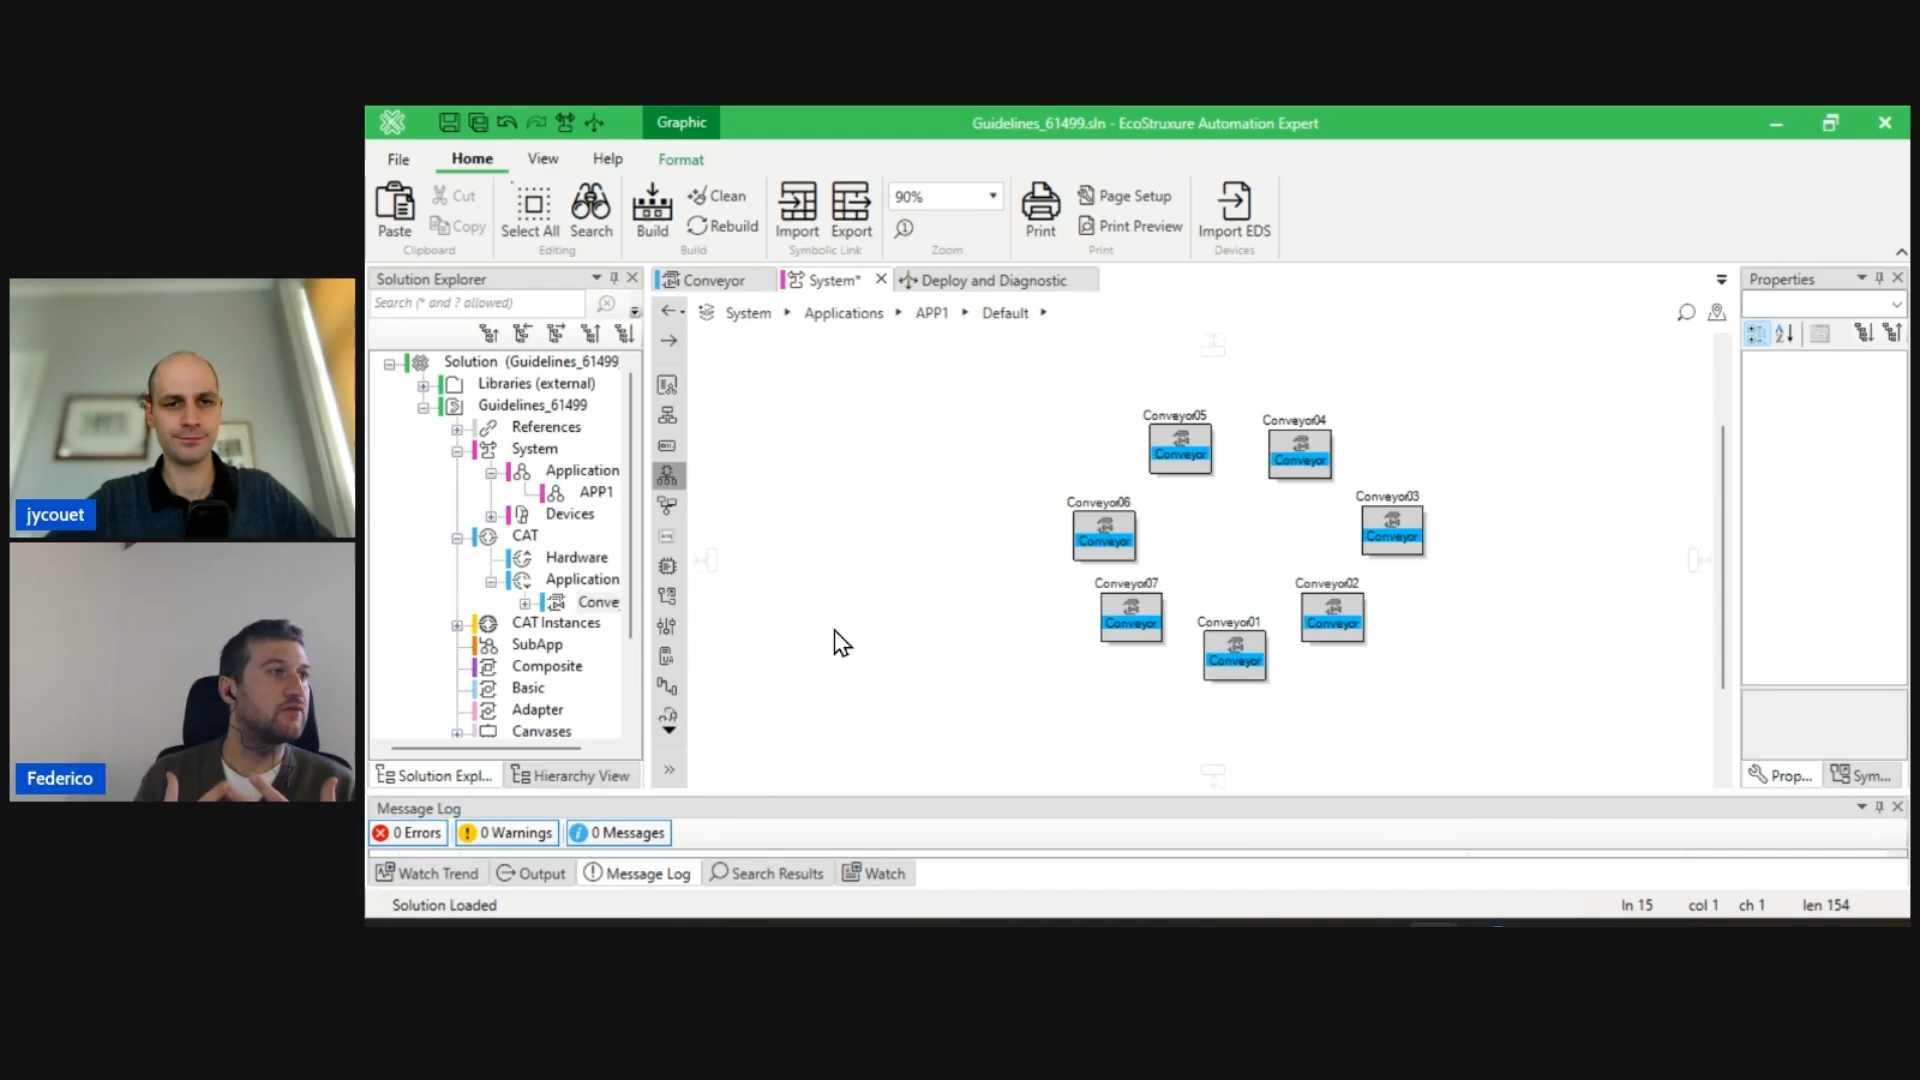 Graphic
Guidelines_61499.sln - EcoStruxure Automation Expert
File
Home
View
Help
Format
Paste
Cut
Copy
Clipboard
Select All
Search
Editing
Build
Clean
Rebuild
Build
Import
Export
Symbolic Link
90%
Zoom
Print
Page Setup
Print Preview
Print
Import EDS
Devices
Solution Explorer
Search (* and ? allowed)
Solution (Guidelines_61499
Libraries (external)
Guidelines_61499
References
System
Application
APP1
Devices
CAT
Hardware
Application
Conve
CAT Instances
SubApp
Composite
Basic
Adapter
Canvases
Solution Expl...
Hierarchy View
Conveyor
System*
Deploy and Diagnostic
System
Applications
APP1
Default
Conveyor05
Conveyor
Conveyor04
Conveyor
Conveyor06
Conveyor
Conveyor03
Conveyor
Conveyor07
Conveyor
Conveyor02
Conveyor
Conveyor01
Conveyor
Properties
Prop...
Sym...
Message Log
0 Errors
0 Warnings
0 Messages
Watch Trend
Output
Message Log
Search Results
Watch
Solution Loaded
ln 15 col 1 ch 1 len 154
jycouet
Federico